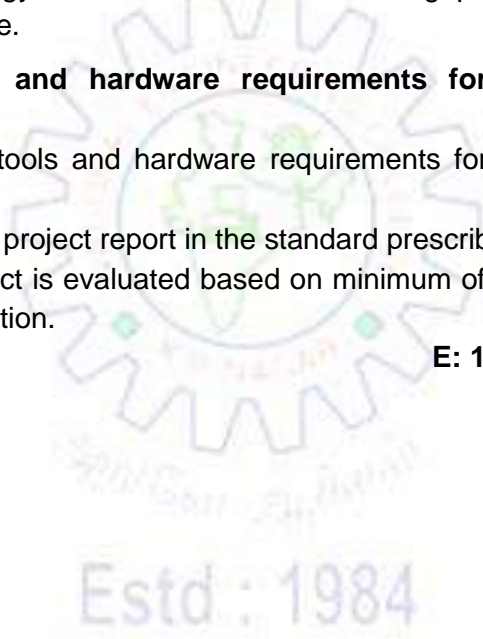 e.
and hardware requirements for
tools and hardware requirements for
project report in the standard prescrib
ct is evaluated based on minimum of
tion.
E: 1
Estd : 1984